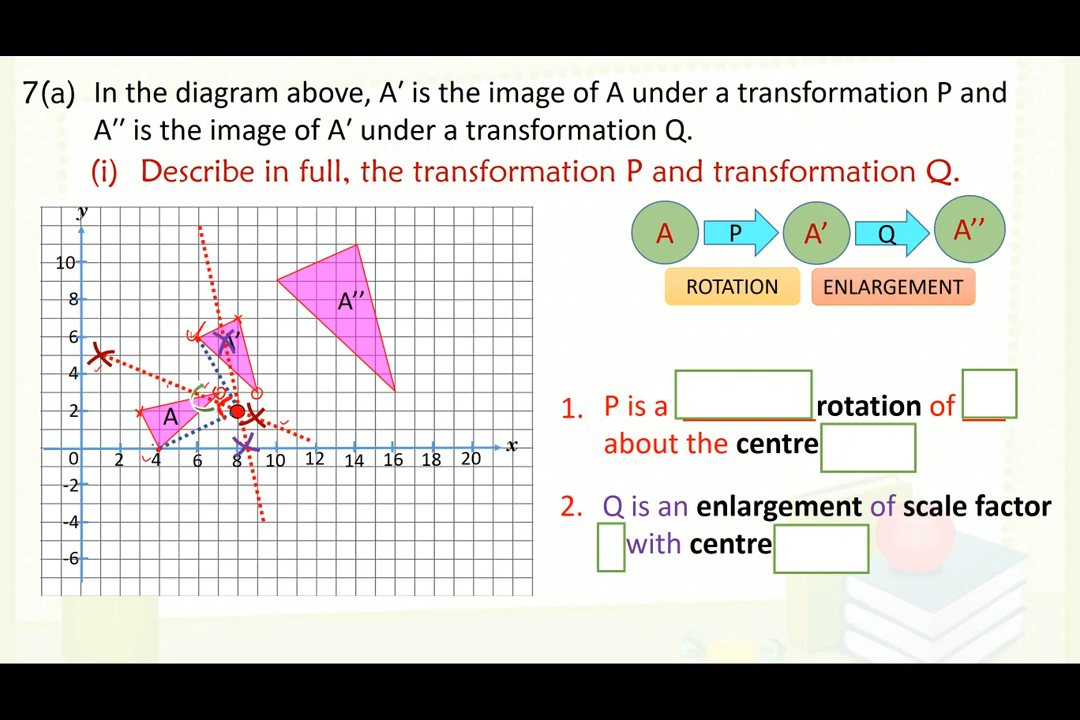 7(a) In the diagram above, A′ is the image of A under a transformation P and
A′′ is the image of A′ under a transformation Q.
(i) Describe in full, the transformation P and transformation Q.
A P A′ Q A′′
ROTATION ENLARGEMENT
y
10
8
6
4
2
0 2 4 6 8 10 12 14 16 18 20 x
-2
-4
-6
A′′
A′
A
1. P is a rotation of
about the centre
2. Q is an enlargement of scale factor
with centre